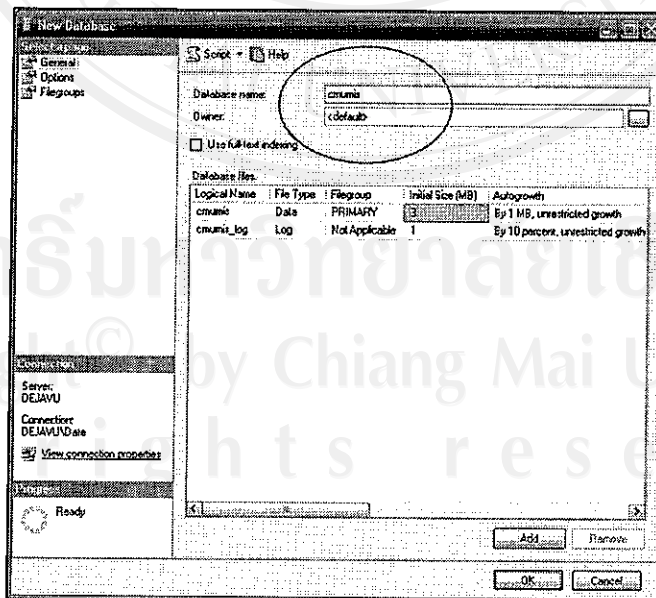 New Database
Select a page
General
Options
Filegroups
Script
Help
Database name:
cmumis
Owner:
<default>
Use full-text indexing
Database files:
Logical Name File Type Filegroup Initial Size (MB) Autogrowth
cmumis Data PRIMARY 3 By 1 MB, unrestricted growth
cmumis_log Log Not Applicable 1 By 10 percent, unrestricted growth
Connection
Server:
DEJAVU
Connection:
View connection properties
Progress
Ready
Add Remove
OK Cancel
by Chiang Mai U
rights rese